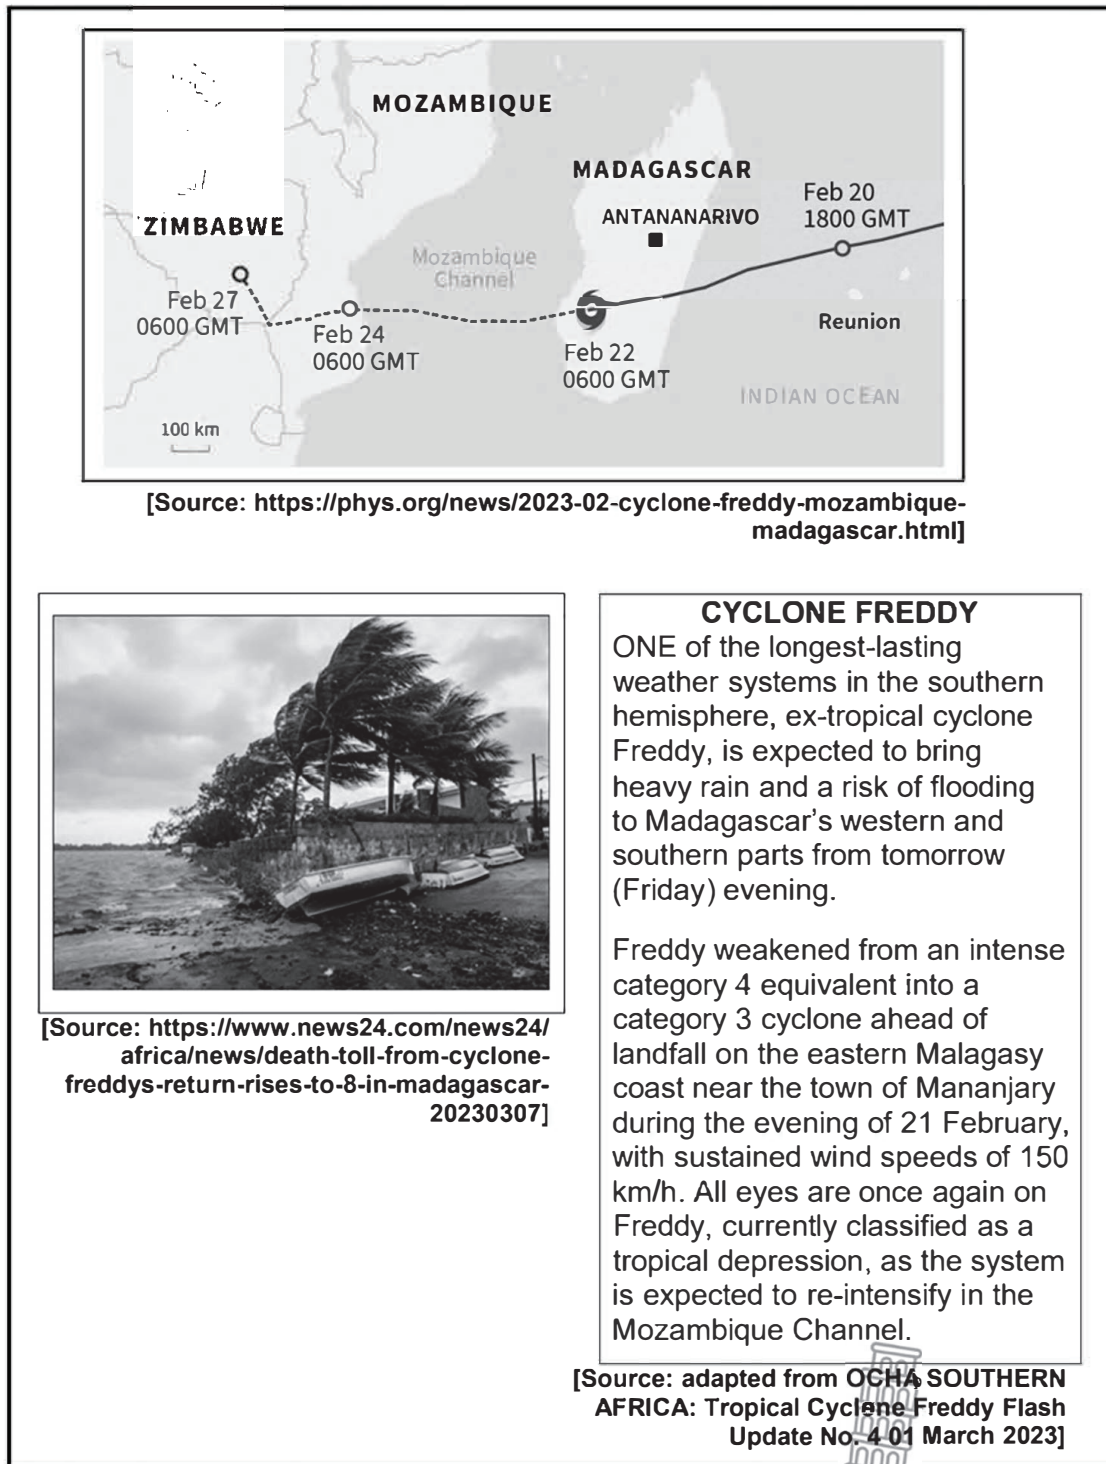 MOZAMBIQUE
MADAGASCAR
Feb 20
1800 GMT
ANTANANARIVO
ZIMBABWE
Mozambique
Channel
Feb 27
0600 GMT
Feb 24
0600 GMT
Reunion
Feb 22
0600 GMT
INDIAN OCEAN
100 km
[Source: https://phys.org/news/2023-02-cyclone-freddy-mozambique-
madagascar.html]
[Source: https://www.news24.com/news24/
africa/news/death-toll-from-cyclone-
freddys-return-rises-to-8-in-madagascar-
20230307]
CYCLONE FREDDY
ONE of the longest-lasting
weather systems in the southern
hemisphere, ex-tropical cyclone
Freddy, is expected to bring
heavy rain and a risk of flooding
to Madagascar's western and
southern parts from tomorrow
(Friday) evening.
Freddy weakened from an intense
category 4 equivalent into a
category 3 cyclone ahead of
landfall on the eastern Malagasy
coast near the town of Mananjary
during the evening of 21 February,
with sustained wind speeds of 150
km/h. All eyes are once again on
Freddy, currently classified as a
tropical depression, as the system
is expected to re-intensify in the
Mozambique Channel.
[Source: adapted from OCHA SOUTHERN
AFRICA: Tropical Cyclone Freddy Flash
Update No. 4 01 March 2023]